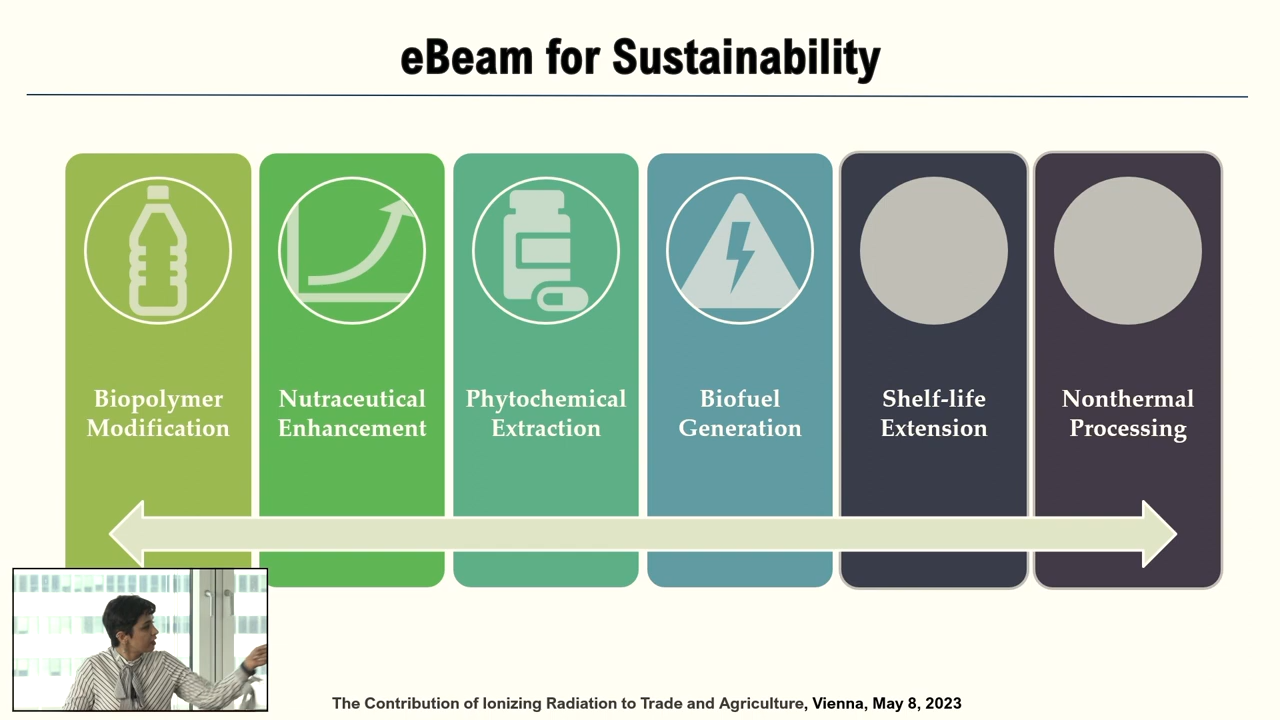 eBeam for Sustainability
Biopolymer
Modification
Nutraceutical
Enhancement
Phytochemical
Extraction
Biofuel
Generation
Shelf-life
Extension
Nonthermal
Processing
The Contribution of Ionizing Radiation to Trade and Agriculture, Vienna, May 8, 2023